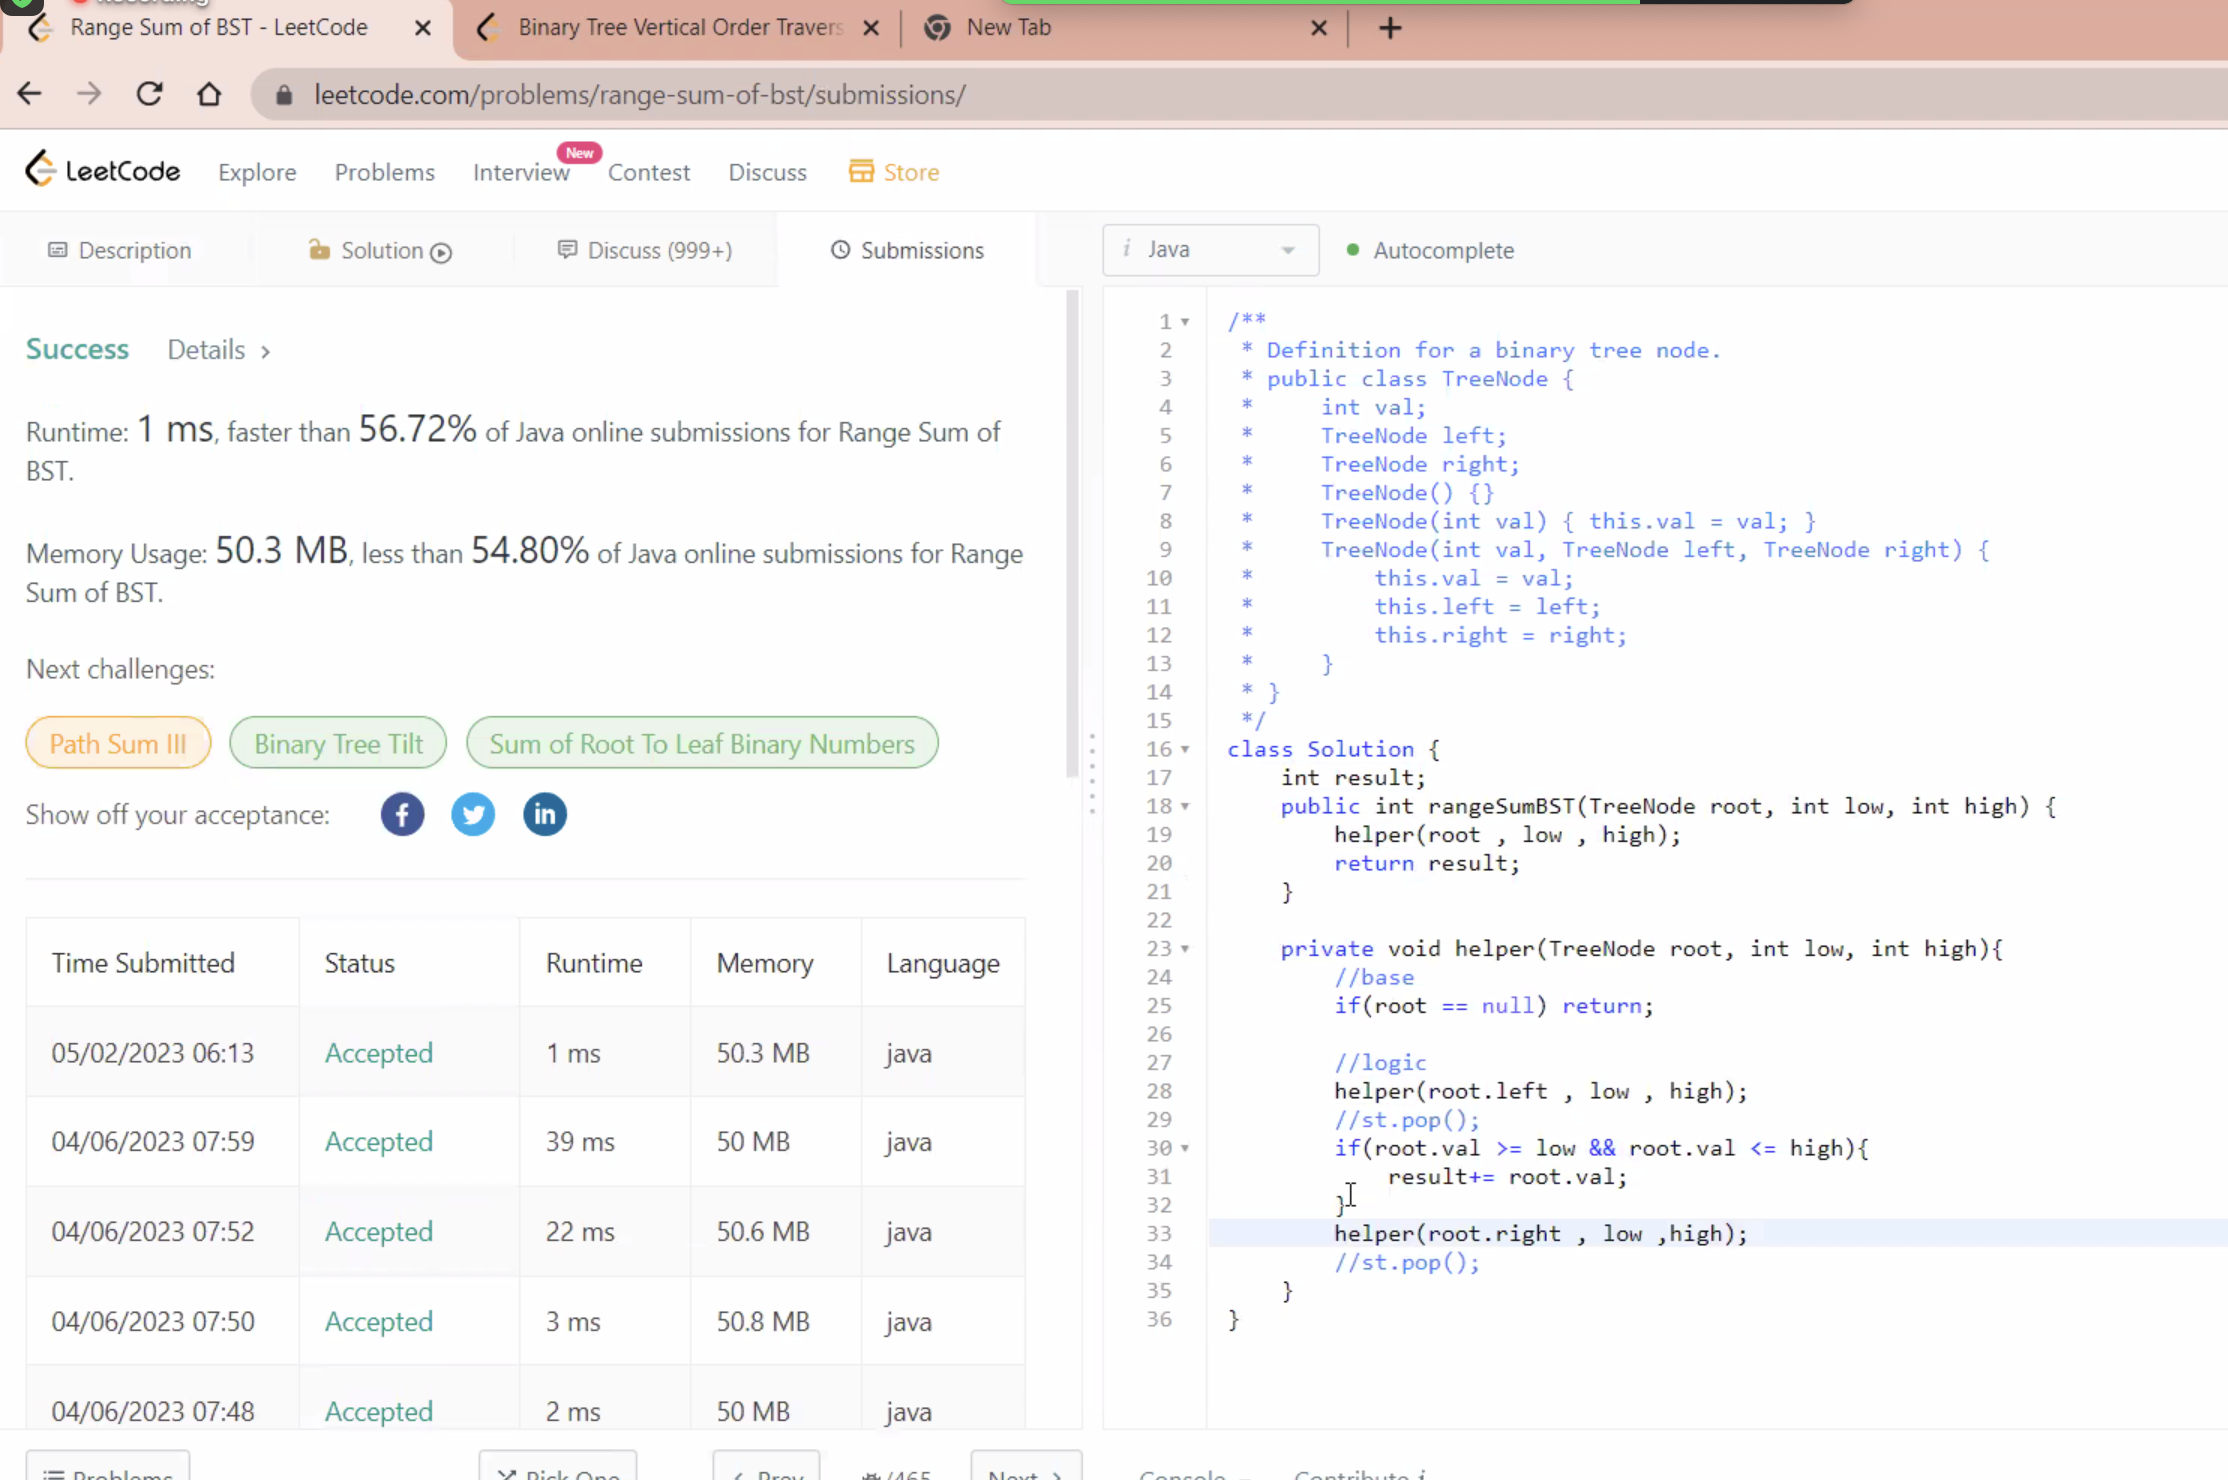 Recording
Range Sum of BST - LeetCode
Binary Tree Vertical Order Travers
New Tab
leetcode.com/problems/range-sum-of-bst/submissions/
LeetCode
Explore
Problems
Interview
New
Contest
Discuss
Store
Description
Solution
Discuss (999+)
Submissions
i Java
Autocomplete
Success
Details >
Runtime: 1 ms, faster than 56.72% of Java online submissions for Range Sum of
BST.
Memory Usage: 50.3 MB, less than 54.80% of Java online submissions for Range
Sum of BST.
Next challenges:
Path Sum III
Binary Tree Tilt
Sum of Root To Leaf Binary Numbers
Show off your acceptance:
f
in
Time Submitted Status Runtime Memory Language
05/02/2023 06:13 Accepted 1 ms 50.3 MB java
04/06/2023 07:59 Accepted 39 ms 50 MB java
04/06/2023 07:52 Accepted 22 ms 50.6 MB java
04/06/2023 07:50 Accepted 3 ms 50.8 MB java
04/06/2023 07:48 Accepted 2 ms 50 MB java
Problems
Pick One
Prev
/465
Next
1 /**
2 * Definition for a binary tree node.
3 * public class TreeNode {
4 *     int val;
5 *     TreeNode left;
6 *     TreeNode right;
7 *     TreeNode() {}
8 *     TreeNode(int val) { this.val = val; }
9 *     TreeNode(int val, TreeNode left, TreeNode right) {
10 *         this.val = val;
11 *         this.left = left;
12 *         this.right = right;
13 *     }
14 * }
15 */
16 class Solution {
17     int result;
18     public int rangeSumBST(TreeNode root, int low, int high) {
19         helper(root , low , high);
20         return result;
21     }
22
23     private void helper(TreeNode root, int low, int high){
24         //base
25         if(root == null) return;
26
27         //logic
28         helper(root.left , low , high);
29         //st.pop();
30         if(root.val >= low && root.val <= high){
31             result+= root.val;
32         }
33         helper(root.right , low ,high);
34         //st.pop();
35     }
36 }
Console
Contribute i